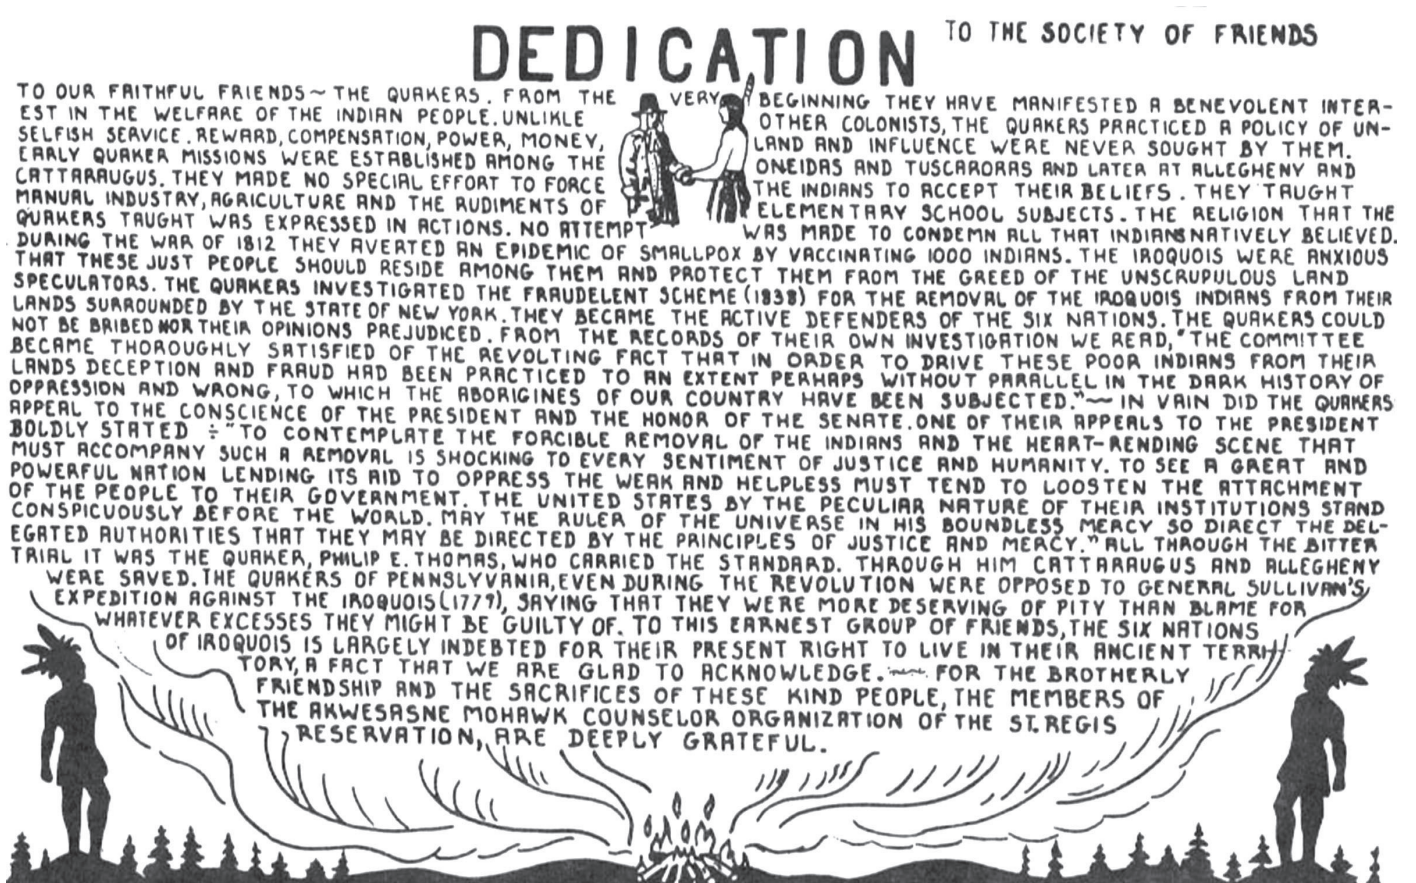 DEDICATION TO THE SOCIETY OF FRIENDS
TO OUR FAITHFUL FRIENDS ~ THE QUAKERS. FROM THE VERY BEGINNING THEY HAVE MANIFESTED A BENEVOLENT INTER-
EST IN THE WELFARE OF THE INDIAN PEOPLE. UNLIKLE OTHER COLONISTS, THE QUAKERS PRACTICED A POLICY OF UN-
SELFISH SERVICE. REWARD, COMPENSATION, POWER, MONEY, LAND AND INFLUENCE WERE NEVER SOUGHT BY THEM.
EARLY QUAKER MISSIONS WERE ESTABLISHED AMONG THE ONEIDAS AND TUSCARORAS AND LATER AT ALLEGHENY AND
CATTARAUGUS. THEY MADE NO SPECIAL EFFORT TO FORCE THE INDIANS TO ACCEPT THEIR BELIEFS. THEY TAUGHT
MANUAL INDUSTRY, AGRICULTURE AND THE RUDIMENTS OF ELEMENTARY SCHOOL SUBJECTS. THE RELIGION THAT THE
QUAKERS TAUGHT WAS EXPRESSED IN ACTIONS. NO ATTEMPT WAS MADE TO CONDEMN ALL THAT INDIANS NATIVELY BELIEVED.
DURING THE WAR OF 1812 THEY AVERTED AN EPIDEMIC OF SMALLPOX BY VACCINATING 1000 INDIANS. THE IROQUOIS WERE ANXIOUS
THAT THESE JUST PEOPLE SHOULD RESIDE AMONG THEM AND PROTECT THEM FROM THE GREED OF THE UNSCRUPULOUS LAND
SPECULATORS. THE QUAKERS INVESTIGATED THE FRAUDELENT SCHEME (1838) FOR THE REMOVAL OF THE IROQUOIS INDIANS FROM THEIR
LANDS SURROUNDED BY THE STATE OF NEW YORK. THEY BECAME THE ACTIVE DEFENDERS OF THE SIX NATIONS. THE QUAKERS COULD
NOT BE BRIBED NOR THEIR OPINIONS PREJUDICED. FROM THE RECORDS OF THEIR OWN INVESTIGATION WE READ, "THE COMMITTEE
BECAME THOROUGHLY SATISFIED OF THE REVOLTING FACT THAT IN ORDER TO DRIVE THESE POOR INDIANS FROM THEIR
LANDS DECEPTION AND FRAUD HAD BEEN PRACTICED TO AN EXTENT PERHAPS WITHOUT PARALLEL IN THE DARK HISTORY OF
OPPRESSION AND WRONG, TO WHICH THE ABORIGINES OF OUR COUNTRY HAVE BEEN SUBJECTED." ~ IN VAIN DID THE QUAKERS
APPEAL TO THE CONSCIENCE OF THE PRESIDENT AND THE HONOR OF THE SENATE. ONE OF THEIR APPEALS TO THE PRESIDENT
BOLDLY STATED ÷ "TO CONTEMPLATE THE FORCIBLE REMOVAL OF THE INDIANS AND THE HEART-RENDING SCENE THAT
MUST ACCOMPANY SUCH A REMOVAL IS SHOCKING TO EVERY SENTIMENT OF JUSTICE AND HUMANITY. TO SEE A GREAT AND
POWERFUL NATION LENDING ITS AID TO OPPRESS THE WEAK AND HELPLESS MUST TEND TO LOOSTEN THE ATTACHMENT
OF THE PEOPLE TO THEIR GOVERNMENT. THE UNITED STATES BY THE PECULIAR NATURE OF THEIR INSTITUTIONS STAND
CONSPICUOUSLY BEFORE THE WORLD. MAY THE RULER OF THE UNIVERSE IN HIS BOUNDLESS MERCY SO DIRECT THE DEL-
EGATED AUTHORITIES THAT THEY MAY BE DIRECTED BY THE PRINCIPLES OF JUSTICE AND MERCY." ALL THROUGH THE BITTER
TRIAL IT WAS THE QUAKER, PHILIP E. THOMAS, WHO CARRIED THE STANDARD. THROUGH HIM CATTARAUGUS AND ALLEGHENY
WERE SAVED. THE QUAKERS OF PENNSLYVANIA, EVEN DURING THE REVOLUTION WERE OPPOSED TO GENERAL SULLIVAN'S
EXPEDITION AGAINST THE IROQUOIS (1779), SAYING THAT THEY WERE MORE DESERVING OF PITY THAN BLAME FOR
WHATEVER EXCESSES THEY MIGHT BE GUILTY OF. TO THIS EARNEST GROUP OF FRIENDS, THE SIX NATIONS
OF IROQUOIS IS LARGELY INDEBTED FOR THEIR PRESENT RIGHT TO LIVE IN THEIR ANCIENT TERRI-
TORY, A FACT THAT WE ARE GLAD TO ACKNOWLEDGE. ~ FOR THE BROTHERLY
FRIENDSHIP AND THE SACRIFICES OF THESE KIND PEOPLE, THE MEMBERS OF
THE AKWESASNE MOHAWK COUNSELOR ORGANIZATION OF THE ST. REGIS
RESERVATION, ARE DEEPLY GRATEFUL.